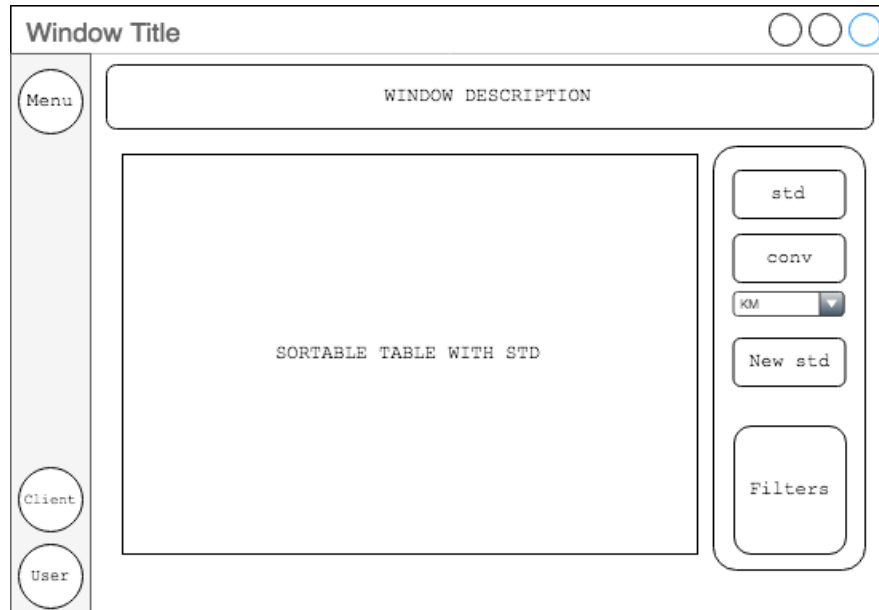 Window Title
Menu
WINDOW DESCRIPTION
std
conv
KM
SORTABLE TABLE WITH STD
New std
Filters
Client
User